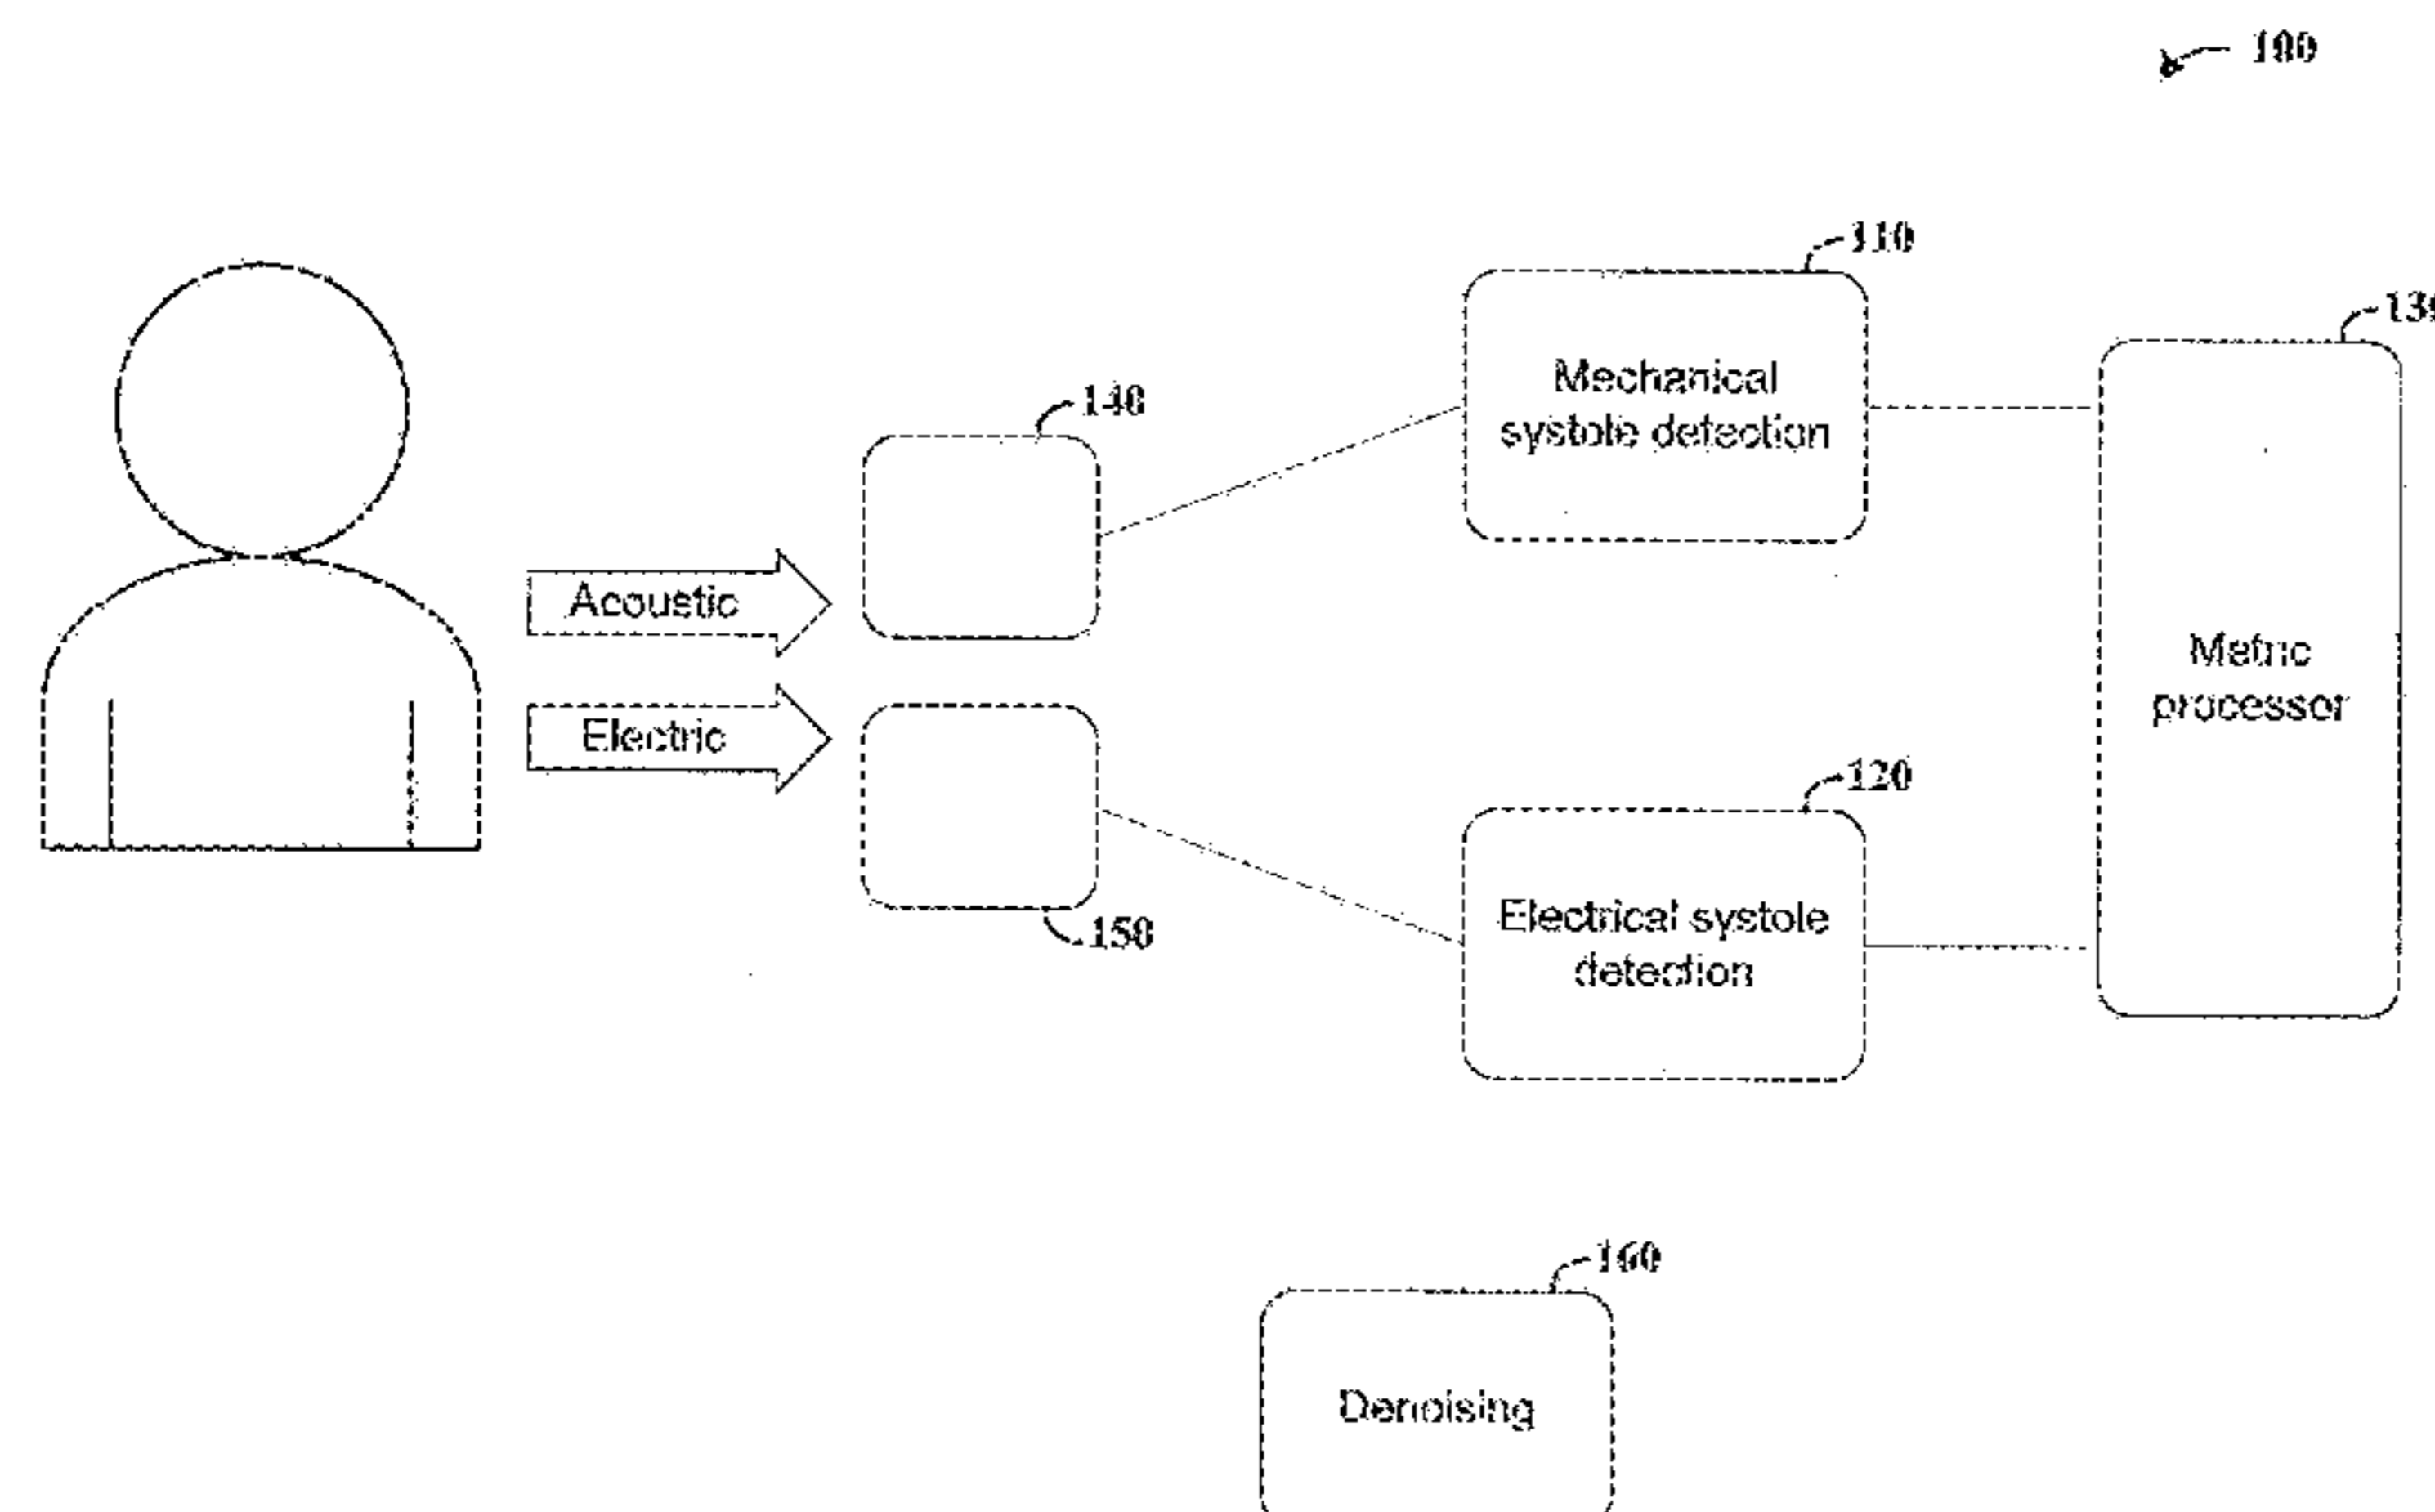 100
110
130
Mechanical
systole detection
140
Acoustic
Metric
processor
Electric
120
150
Electrical systole
detection
160
Denoising